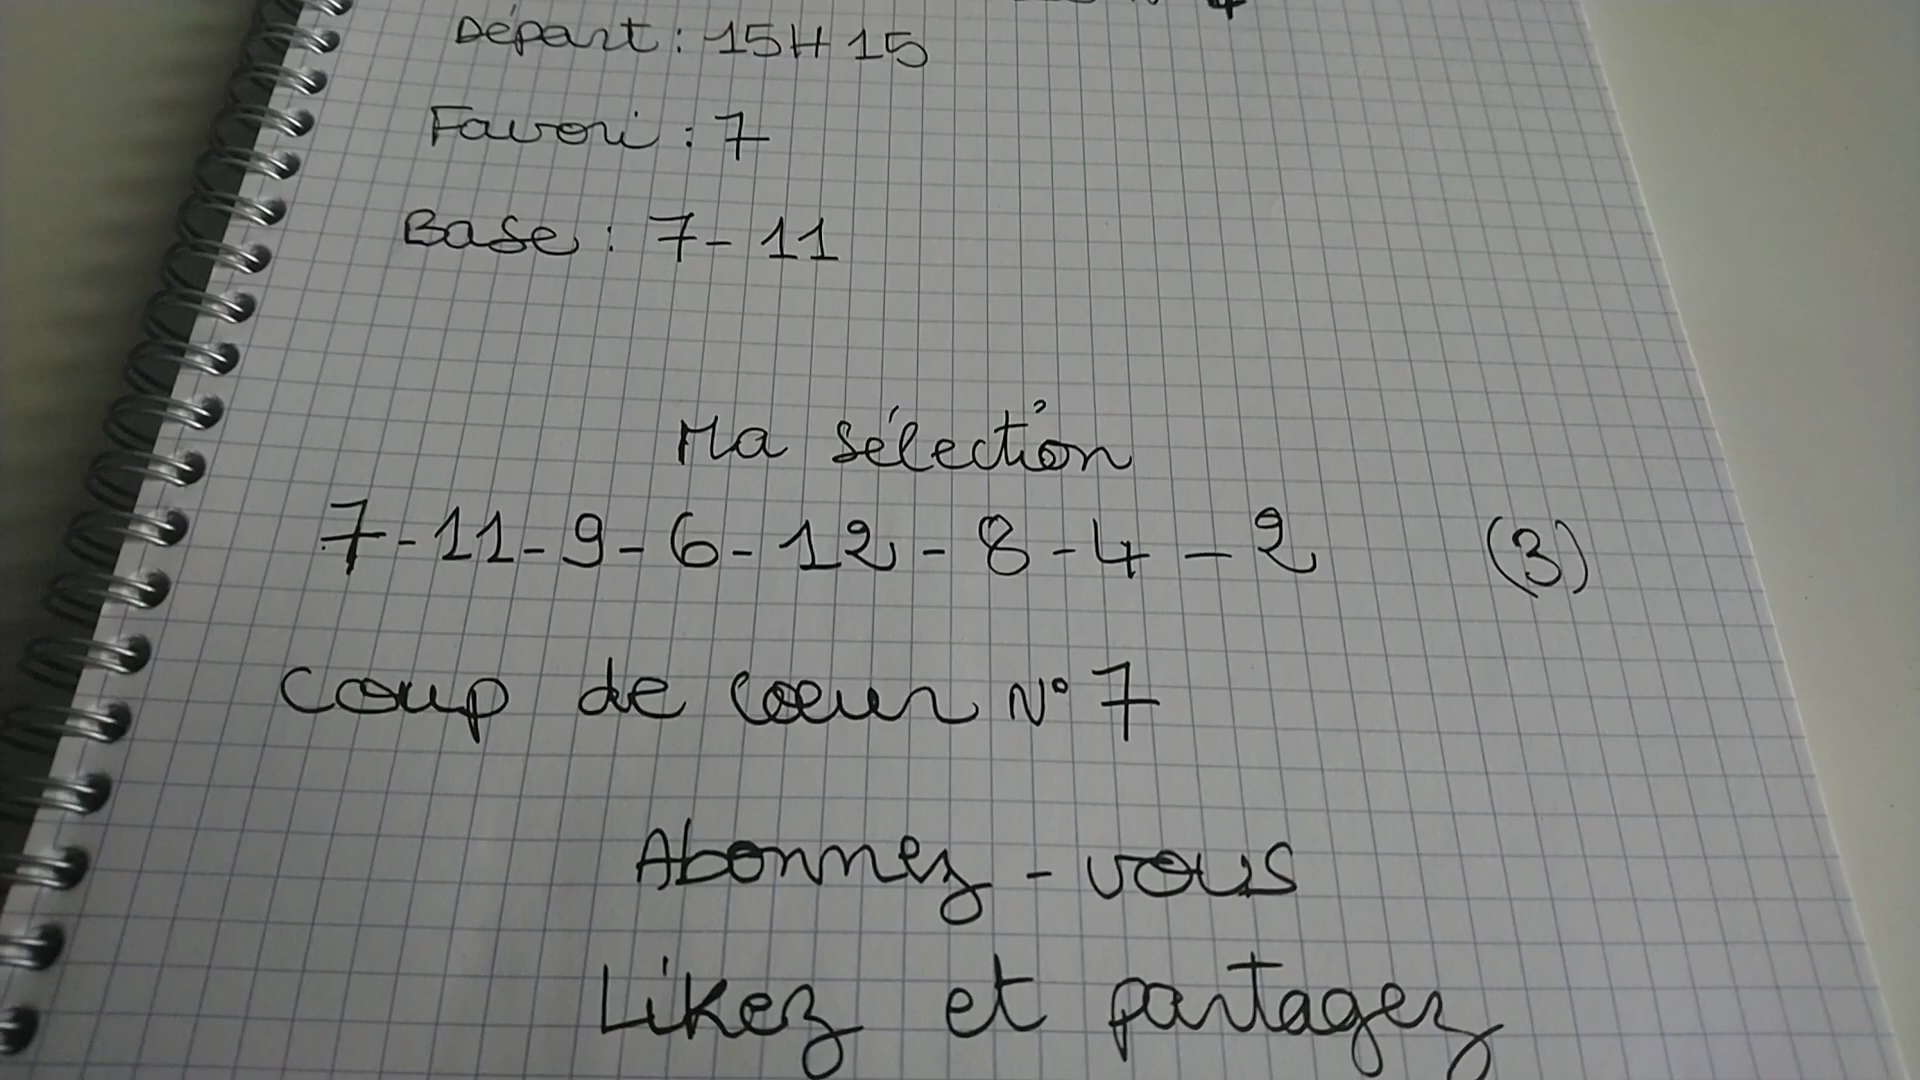 Départ : 15H15
Favori : 7
Base : 7-11
Ma sélection
7-11-9-6-12-8-4-2 (3)
coup de coeur N° 7
Abonnez-vous
Likez et partagez